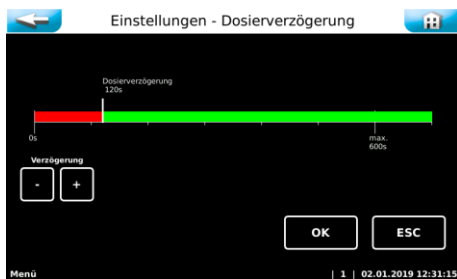 Einstellungen - Dosierverzögerung
Dosierverzögerung
120s
0s
max.
600s
Verzögerung
-
+
OK
ESC
Menü
| 1 | 02.01.2019 12:31:15